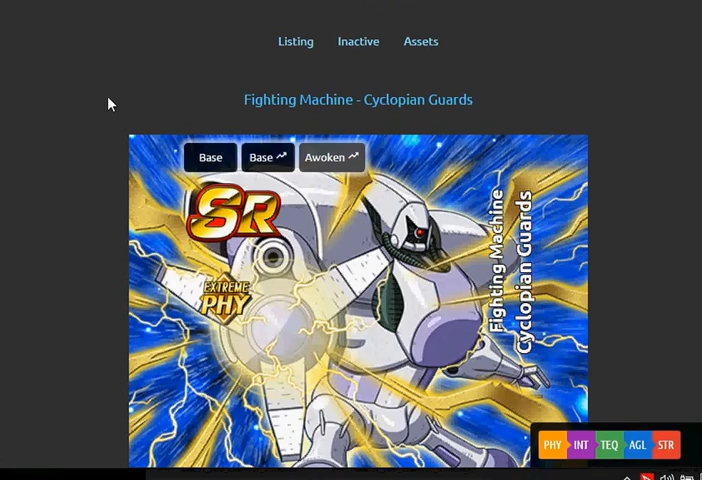 Listing Inactive Assets
Fighting Machine - Cyclopian Guards
Base Base Awoken
SR
EXTREME
PHY
Fighting Machine
Cyclopian Guards
PHY INT TEQ AGL STR